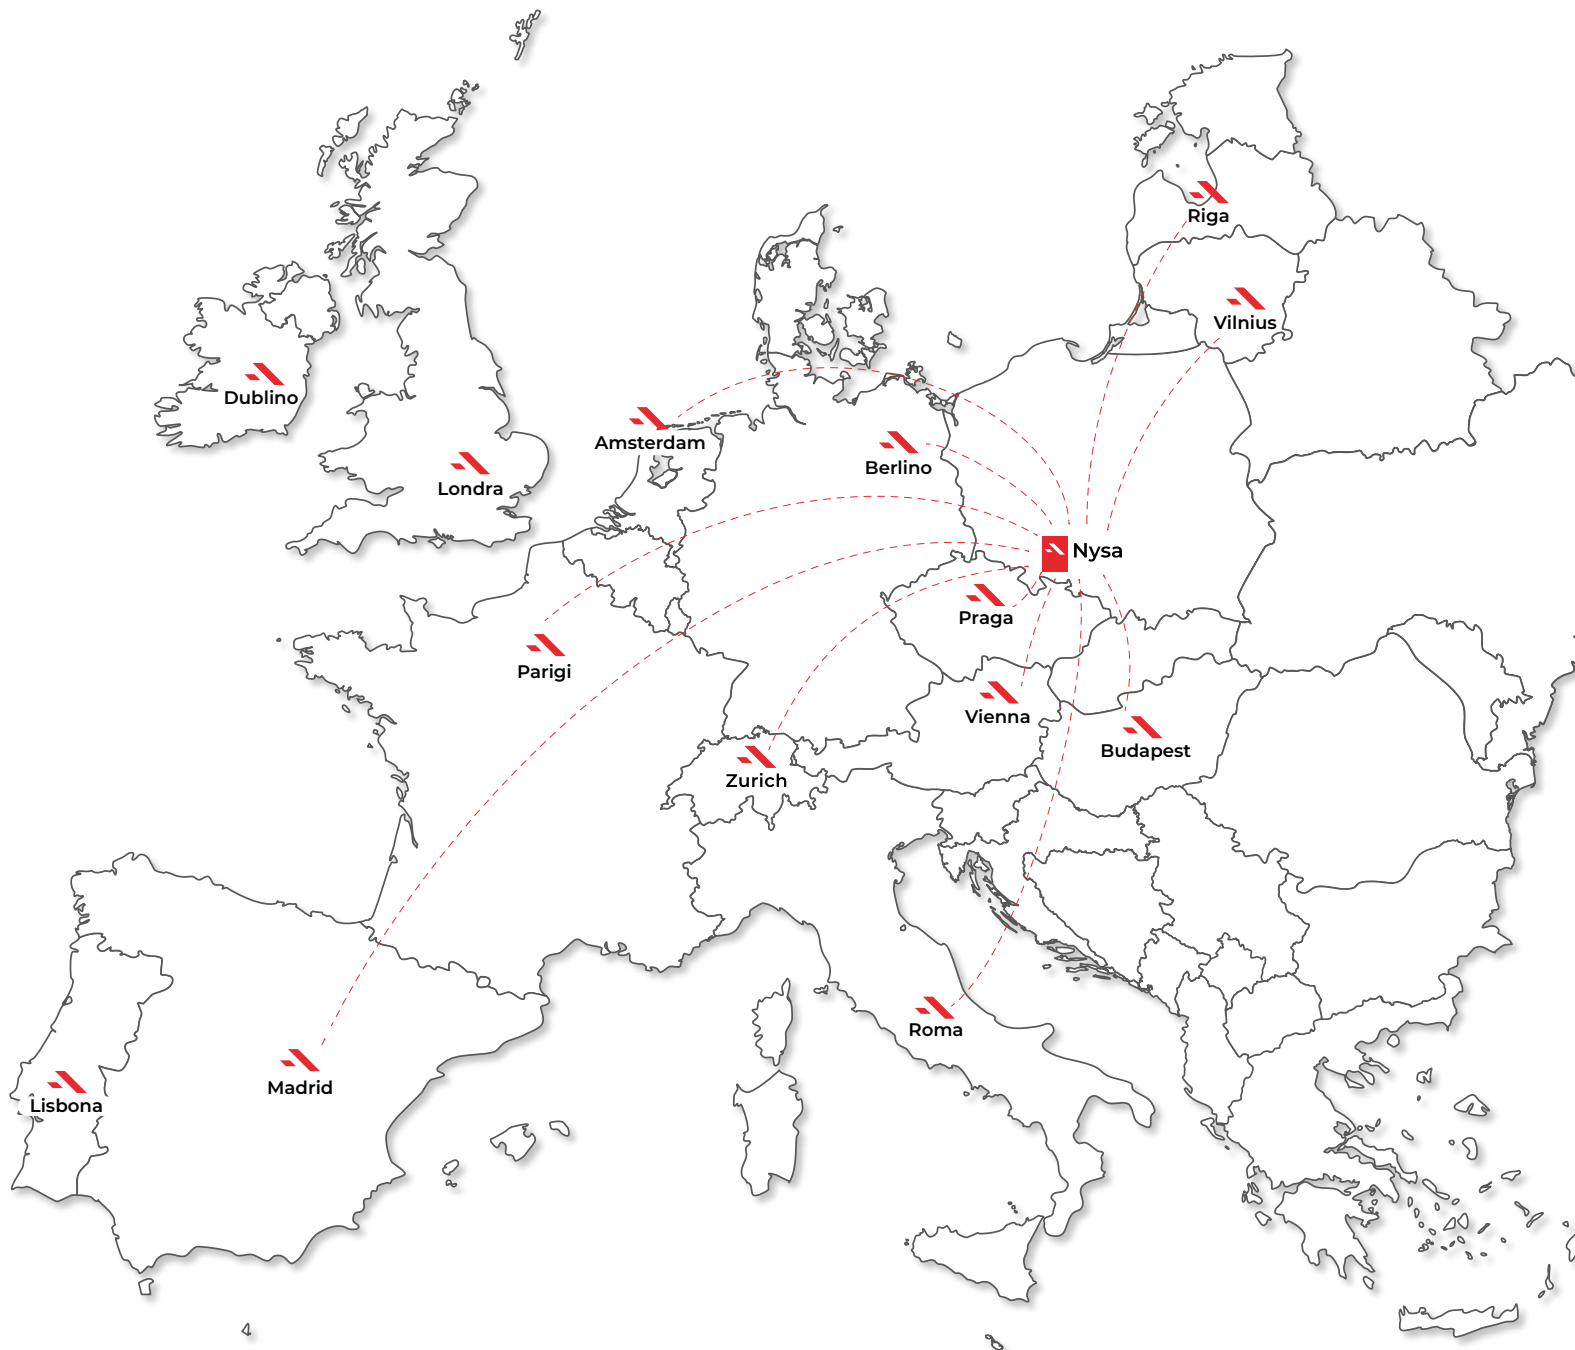 Riga
Vilnius
Dublino
Amsterdam
Berlino
Londra
Nysa
Praga
Parigi
Vienna
Budapest
Zurich
Roma
Madrid
Lisbona